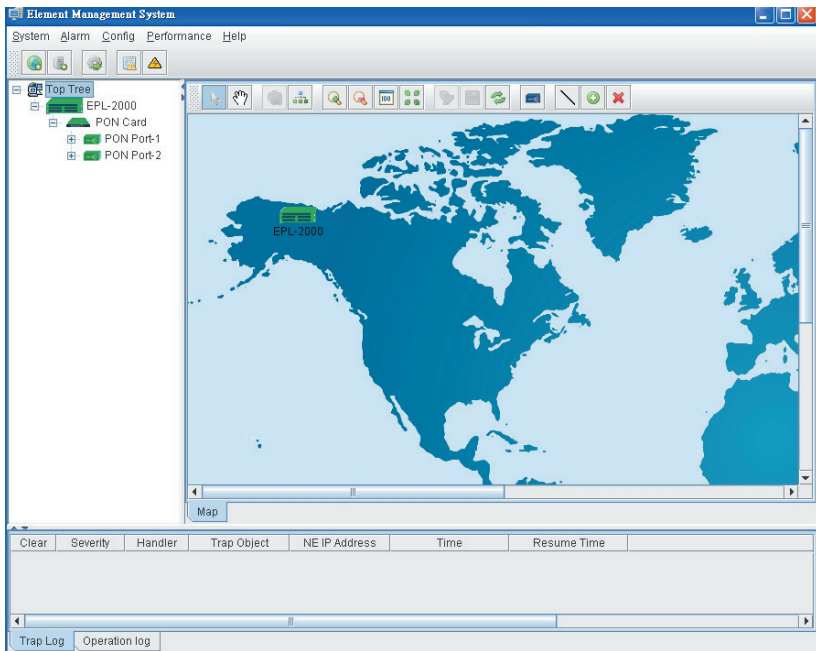 Element Management System
System Alarm Config Performance Help
Top Tree
EPL-2000
PON Card
PON Port-1
PON Port-2
100
EPL-2000
Map
Clear Severity Handler Trap Object NE IP Address Time Resume Time
Trap Log Operation log